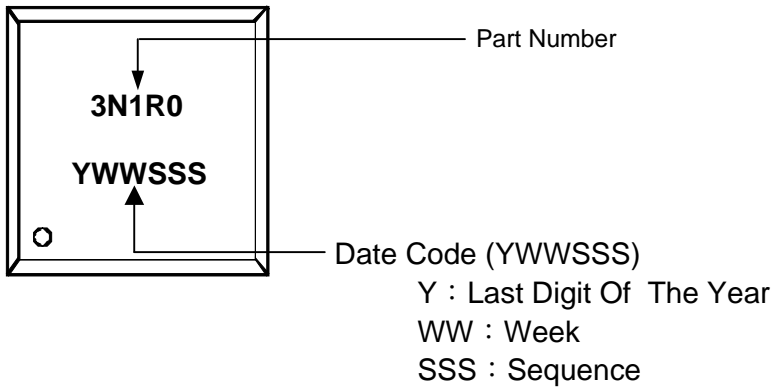 Part Number
3N1R0
YWWSSS
Date Code (YWWSSS)
Y：Last Digit Of The Year
WW：Week
SSS：Sequence